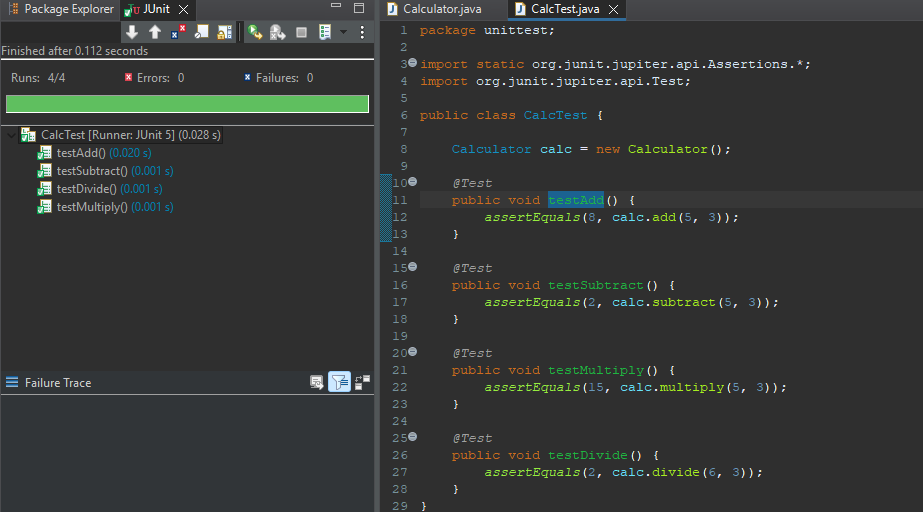 Package Explorer
JUnit
Finished after 0.112 seconds
Runs: 4/4
Errors: 0
Failures: 0
CalcTest [Runner: JUnit 5] (0.028 s)
testAdd() (0.020 s)
testSubtract() (0.001 s)
testDivide() (0.001 s)
testMultiply() (0.001 s)
Failure Trace
Calculator.java
CalcTest.java
1 package unittest;
2
3 import static org.junit.jupiter.api.Assertions.*;
4 import org.junit.jupiter.api.Test;
5
6 public class CalcTest {
7
8 Calculator calc = new Calculator();
9
10 @Test
11 public void testAdd() {
12 assertEquals(8, calc.add(5, 3));
13 }
14
15 @Test
16 public void testSubtract() {
17 assertEquals(2, calc.subtract(5, 3));
18 }
19
20 @Test
21 public void testMultiply() {
22 assertEquals(15, calc.multiply(5, 3));
23 }
24
25 @Test
26 public void testDivide() {
27 assertEquals(2, calc.divide(6, 3));
28 }
29 }